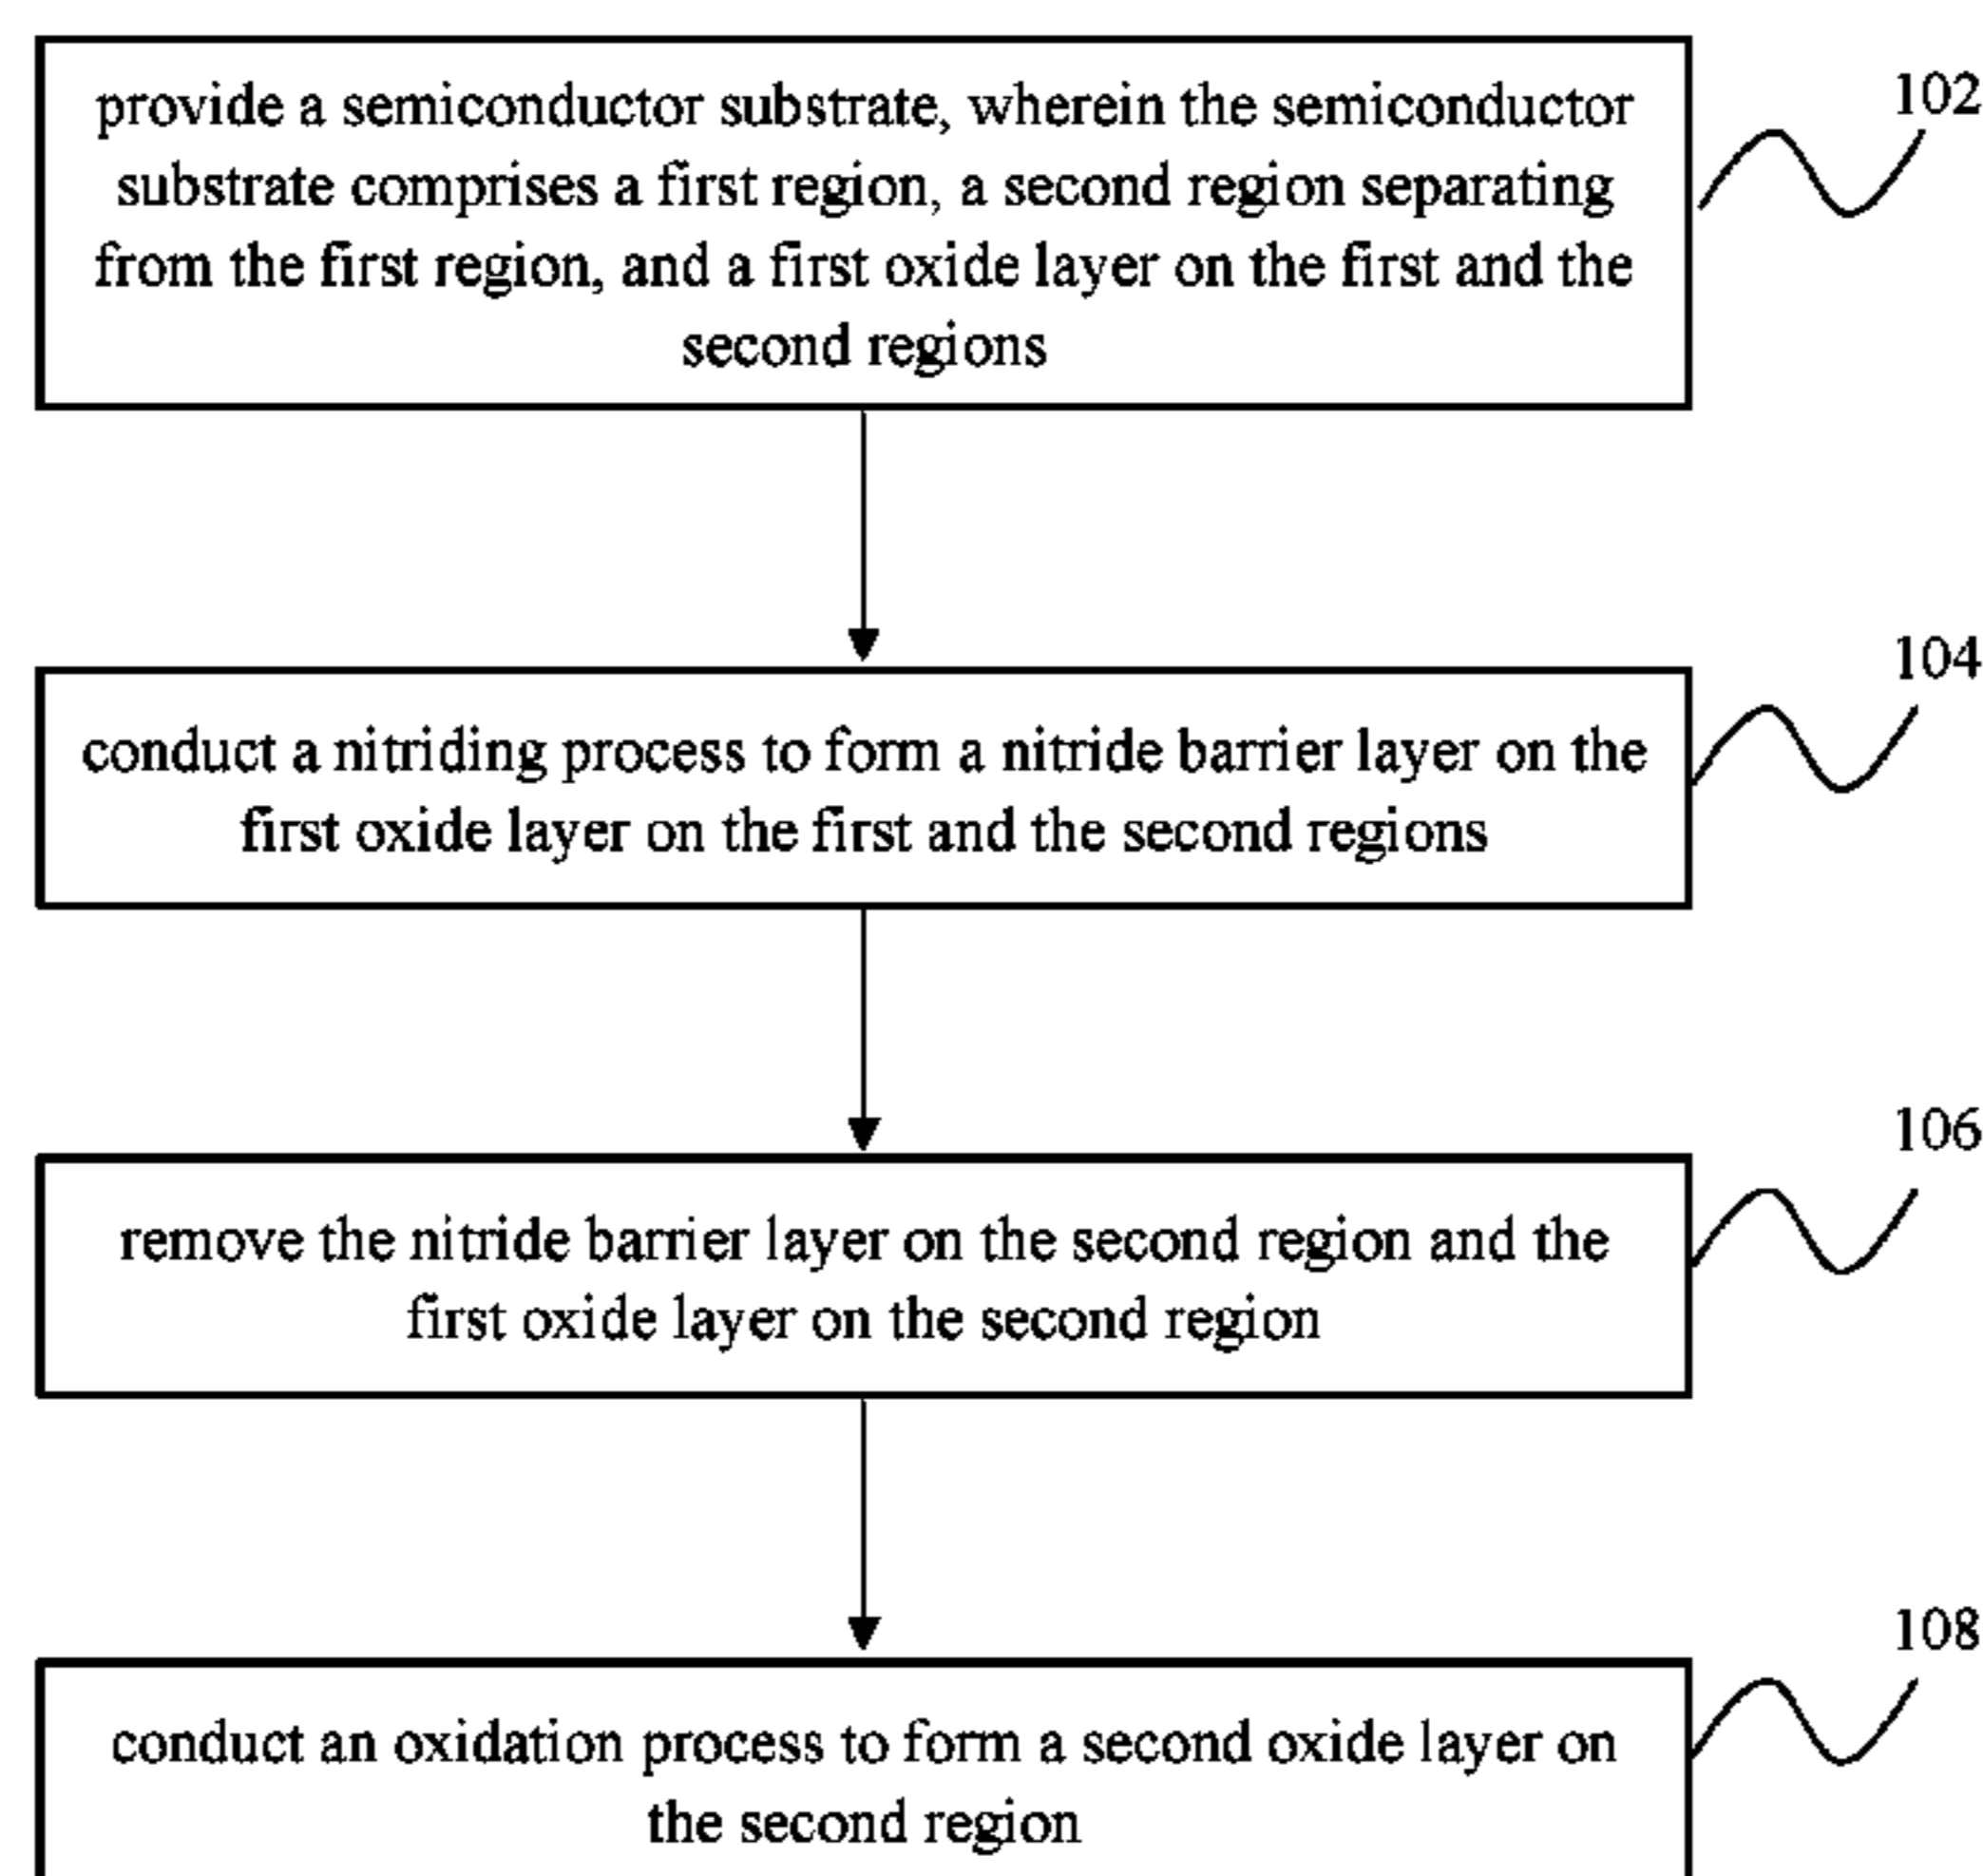 provide a semiconductor substrate, wherein the semiconductor
substrate comprises a first region, a second region separating
from the first region, and a first oxide layer on the first and the
second regions
102
conduct a nitriding process to form a nitride barrier layer on the
first oxide layer on the first and the second regions
104
remove the nitride barrier layer on the second region and the
first oxide layer on the second region
106
conduct an oxidation process to form a second oxide layer on
the second region
108